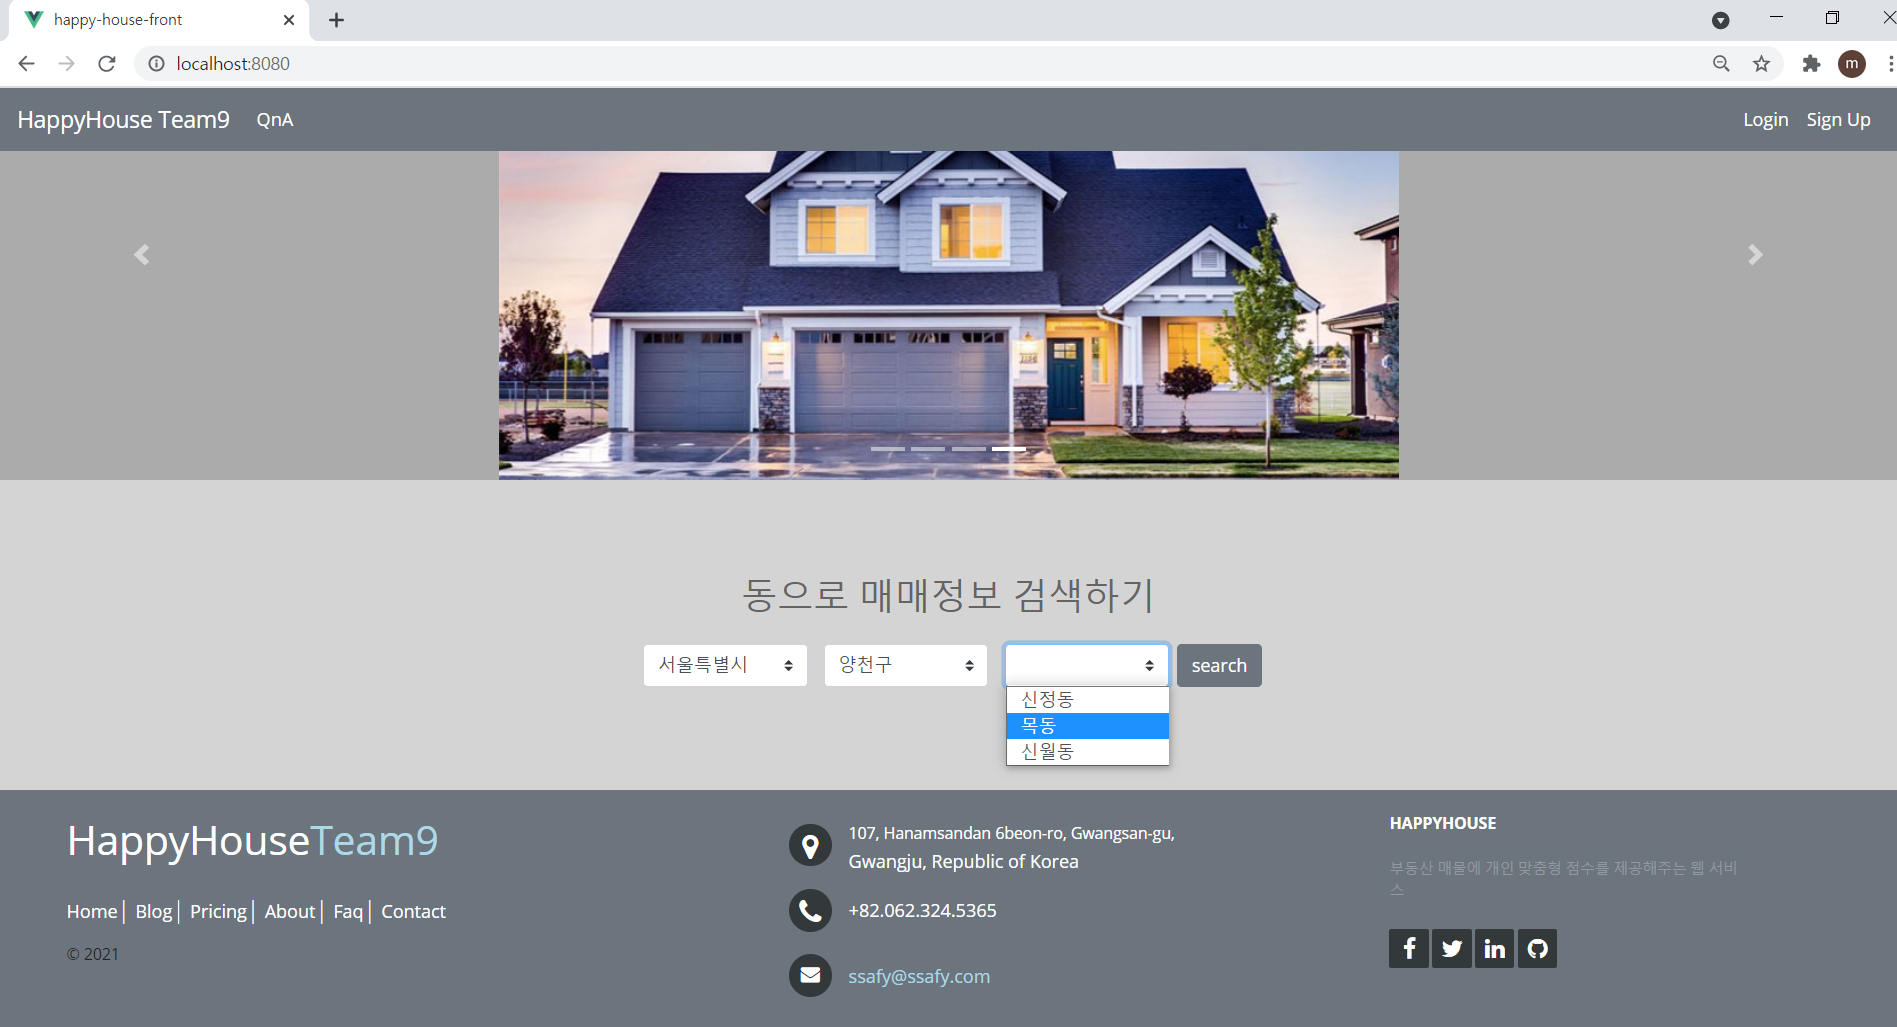 happy-house-front
localhost:8080
m
HappyHouse Team9 QnA Login Sign Up
동으로 매매정보 검색하기
서울특별시 양천구 search
신정동
목동
신월동
HappyHouseTeam9
Home | Blog | Pricing | About | Faq | Contact
© 2021
107, Hanamsandan 6beon-ro, Gwangsan-gu,
Gwangju, Republic of Korea
+82.062.324.5365
ssafy@ssafy.com
HAPPYHOUSE
부동산 매물에 개인 맞춤형 점수를 제공해주는 웹 서비
스